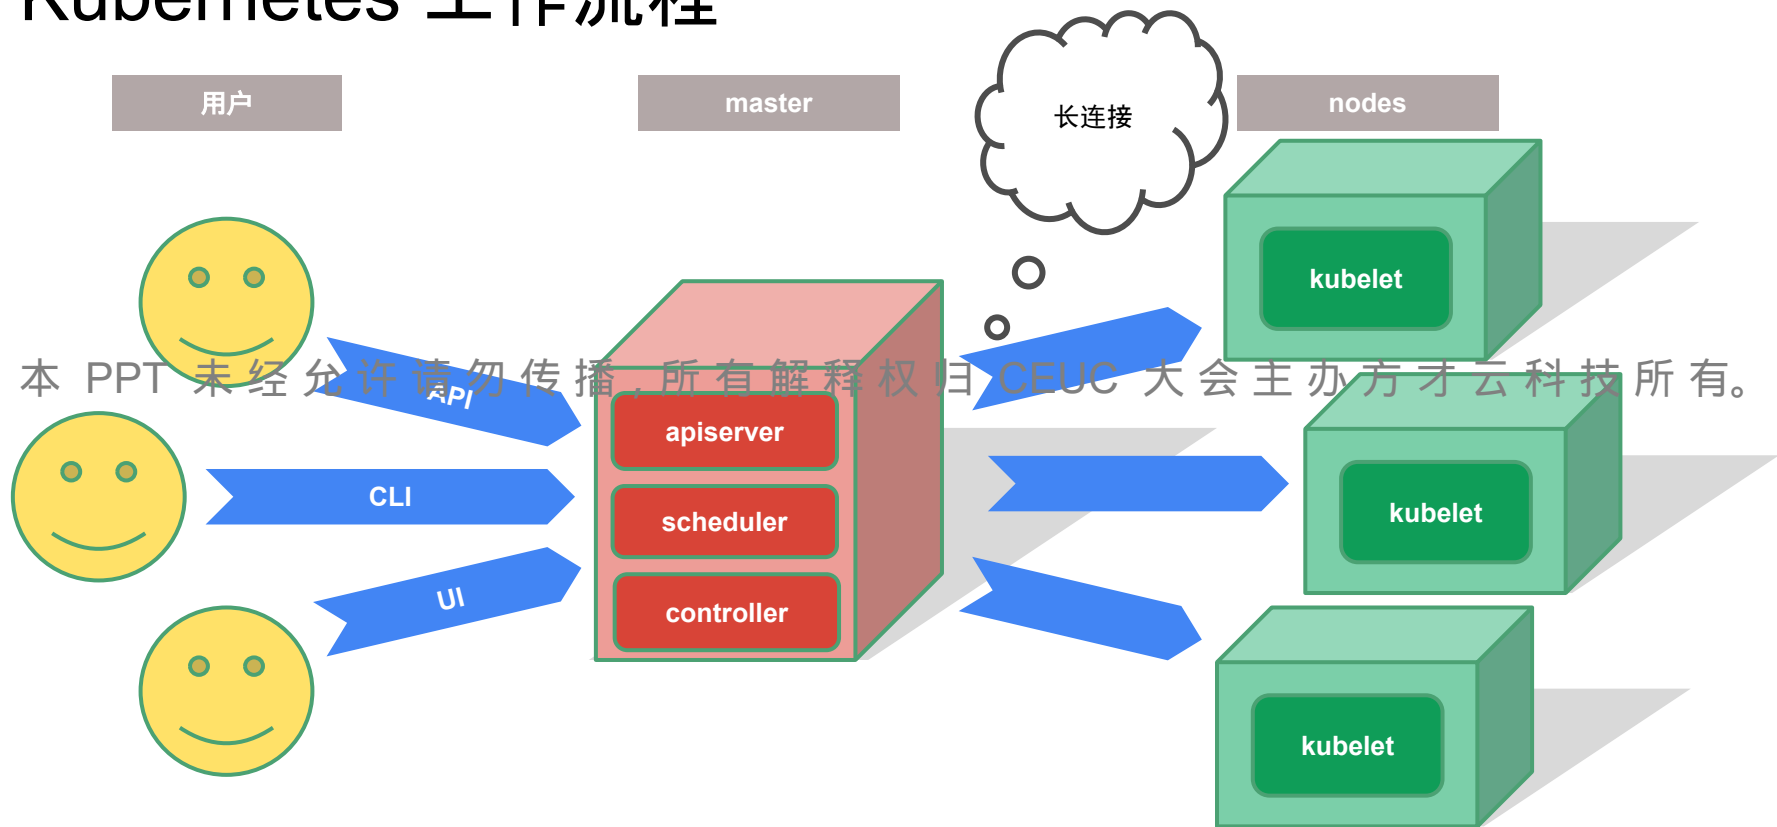 Kubernetes 工作流程
用户
master
nodes
长连接
API
CLI
UI
apiserver
scheduler
controller
kubelet
kubelet
kubelet
本 PPT 未经允许请勿传播,所有解释权归 CEUC 大会主办方才云科技所有。